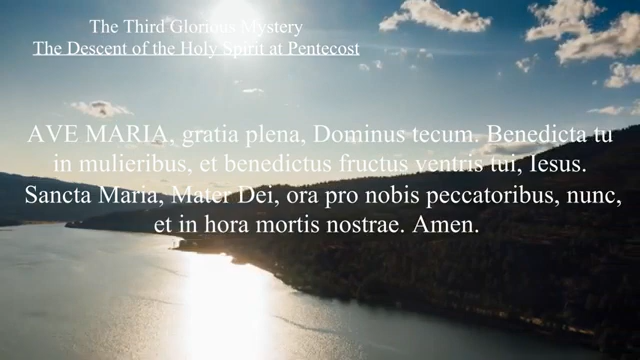 The Third Glorious Mystery
The Descent of the Holy Spirit at Pentecost
AVE MARIA, gratia plena, Dominus tecum. Benedicta tu
in mulieribus, et benedictus fructus ventris tui, Iesus.
Sancta Maria, Mater Dei, ora pro nobis peccatoribus, nunc,
et in hora mortis nostrae. Amen.